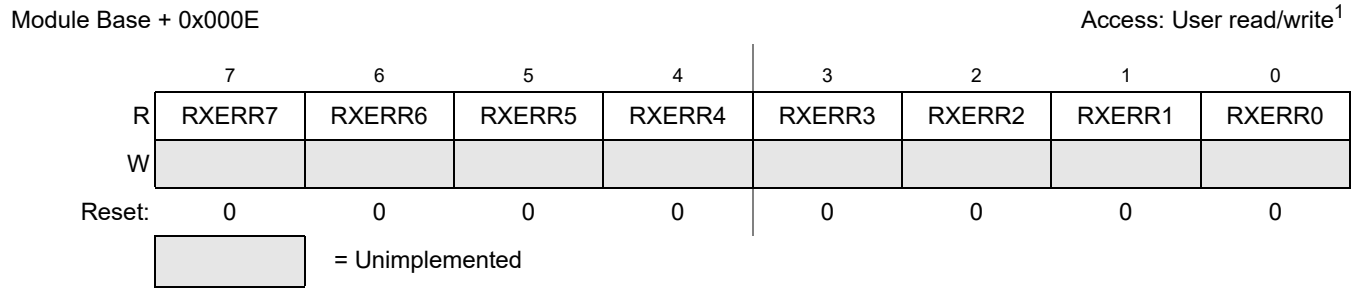 Module Base + 0x000E Access: User read/write1
7 6 5 4 3 2 1 0
R RXERR7 RXERR6 RXERR5 RXERR4 RXERR3 RXERR2 RXERR1 RXERR0
W
Reset: 0 0 0 0 0 0 0 0
= Unimplemented